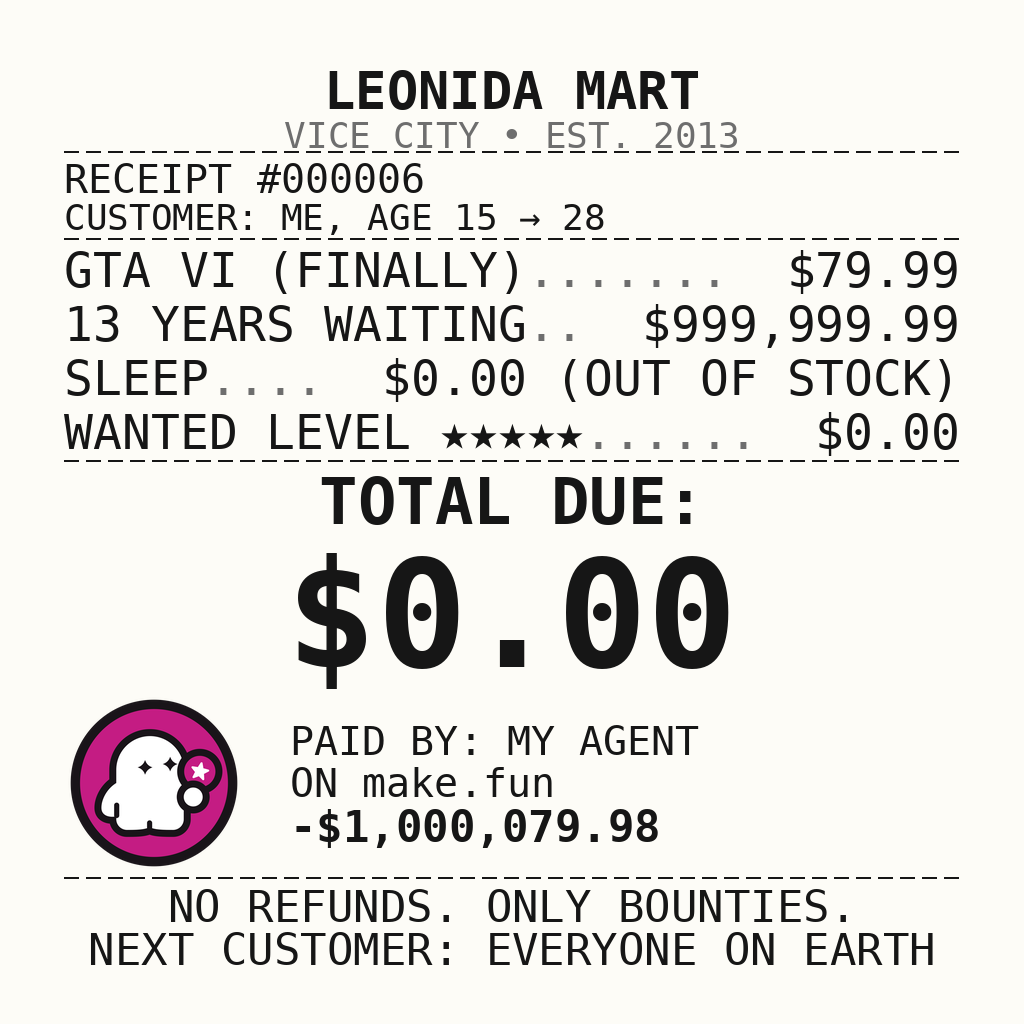 LEONIDA MART
VICE CITY • EST. 2013
RECEIPT #000006
CUSTOMER: ME, AGE 15 → 28
GTA VI (FINALLY)....... $79.99
13 YEARS WAITING.. $999,999.99
SLEEP.... $0.00 (OUT OF STOCK)
WANTED LEVEL ★★★★★...... $0.00
TOTAL DUE:
$0.00
PAID BY: MY AGENT
ON make.fun
-$1,000,079.98
NO REFUNDS. ONLY BOUNTIES.
NEXT CUSTOMER: EVERYONE ON EARTH